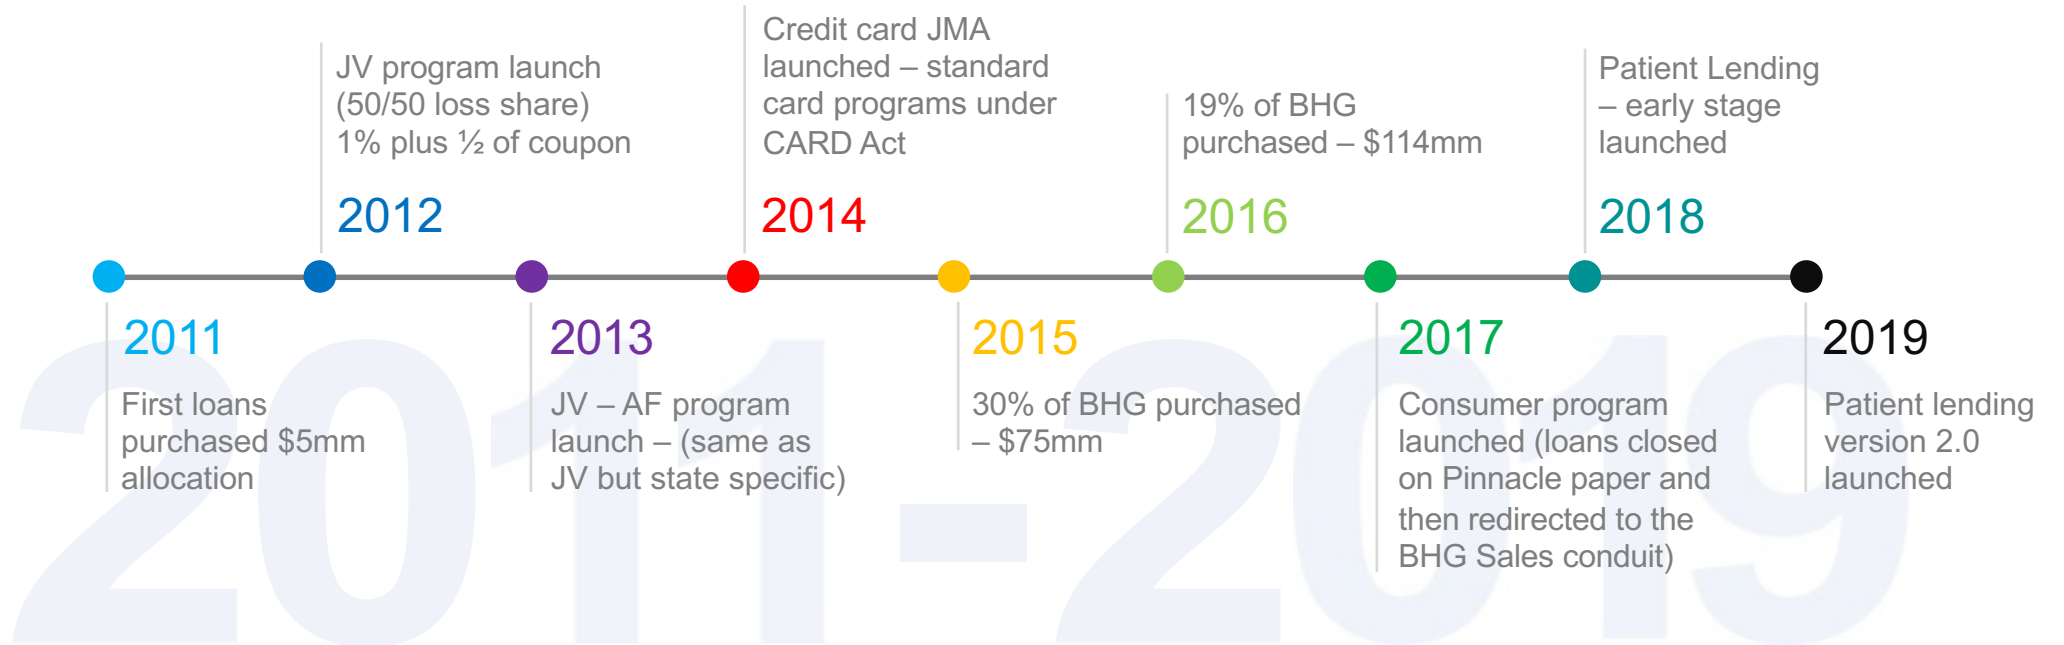 JV program launch
(50/50 loss share)
1% plus ½ of coupon
2012
Credit card JMA
launched – standard
card programs under
CARD Act
2014
19% of BHG
purchased – $114mm
2016
Patient Lending
– early stage
launched
2018
2011
First loans
purchased $5mm
allocation
2013
JV – AF program
launch – (same as
JV but state specific)
2015
30% of BHG purchased
– $75mm
2017
Consumer program
launched (loans closed
on Pinnacle paper and
then redirected to the
BHG Sales conduit)
2019
Patient lending
version 2.0
launched
2011-2019